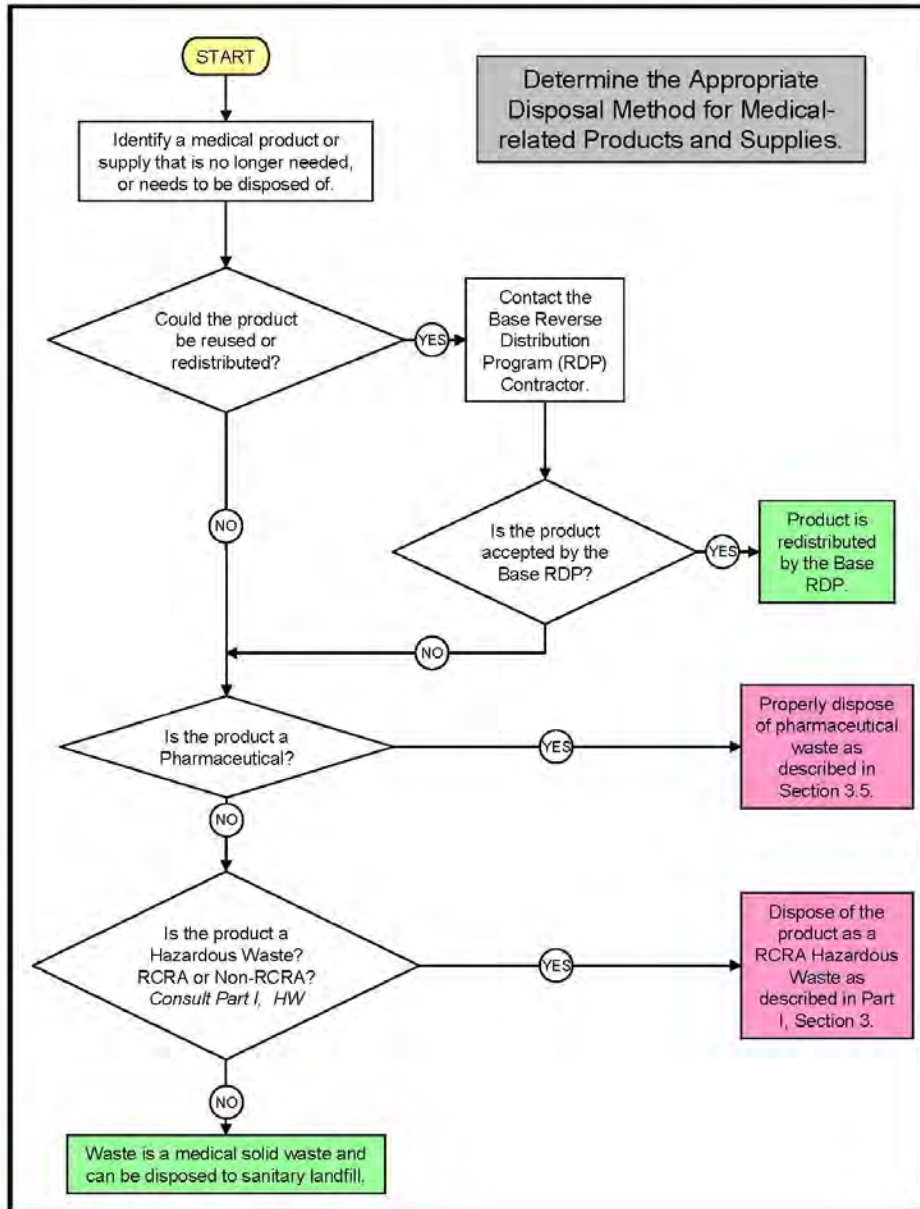 START
Determine the Appropriate
Disposal Method for Medical-
related Products and Supplies.
Identify a medical product or
supply that is no longer needed,
or needs to be disposed of.
Could the product
be reused or
redistributed?
YES
Contact the
Base Reverse
Distribution
Program (RDP)
Contractor.
NO
Is the product
accepted by the
Base RDP?
YES
Product is
redistributed
by the Base
RDP.
NO
Is the product a
Pharmaceutical?
YES
Properly dispose
of pharmaceutical
waste as
described in
Section 3.5.
NO
Is the product a
Hazardous Waste?
RCRA or Non-RCRA?
Consult Part I, HW
YES
Dispose of the
product as a
RCRA Hazardous
Waste as
described in Part
I, Section 3.
NO
Waste is a medical solid waste and
can be disposed to sanitary landfill.